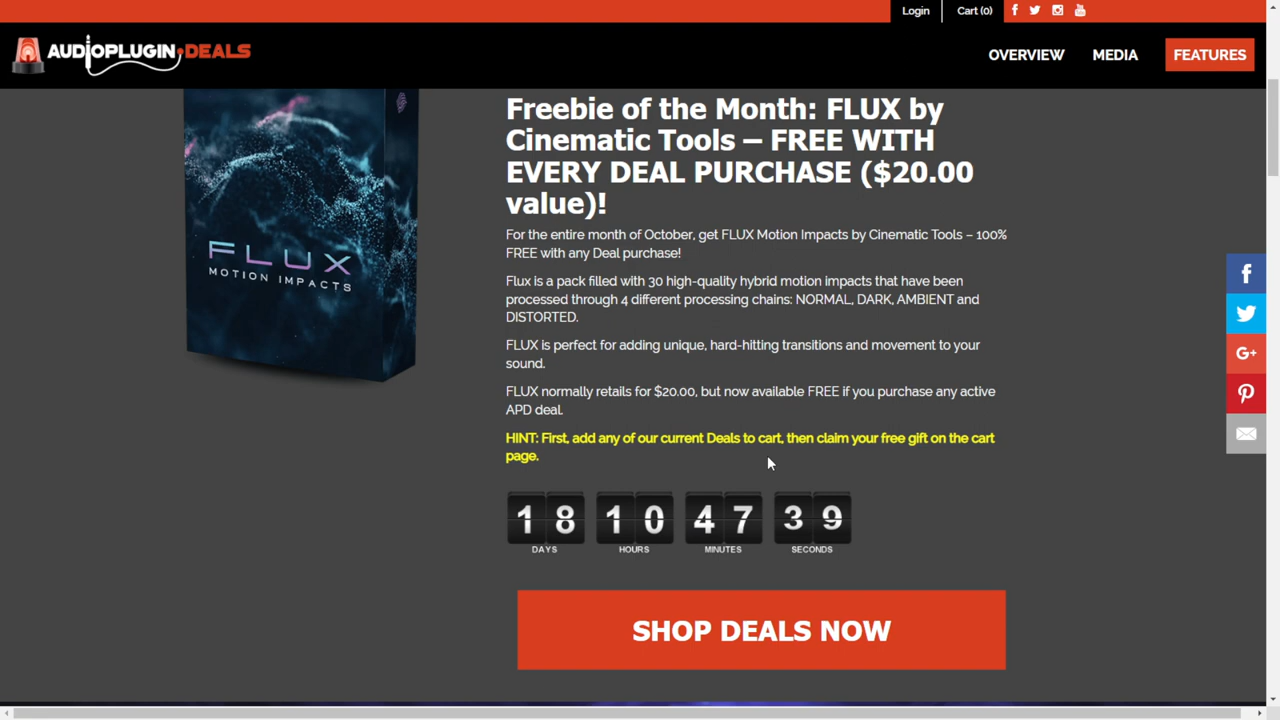 Login
Cart (0)
AUDIOPLUGIN DEALS
OVERVIEW
MEDIA
FEATURES
FLUX
MOTION IMPACTS
Freebie of the Month: FLUX by
Cinematic Tools – FREE WITH
EVERY DEAL PURCHASE ($20.00
value)!
For the entire month of October, get FLUX Motion Impacts by Cinematic Tools – 100%
FREE with any Deal purchase!
Flux is a pack filled with 30 high-quality hybrid motion impacts that have been
processed through 4 different processing chains: NORMAL, DARK, AMBIENT and
DISTORTED.
FLUX is perfect for adding unique, hard-hitting transitions and movement to your
sound.
FLUX normally retails for $20.00, but now available FREE if you purchase any active
APD deal.
HINT: First, add any of our current Deals to cart, then claim your free gift on the cart
page.
18 10 47 39
DAYS HOURS MINUTES SECONDS
SHOP DEALS NOW